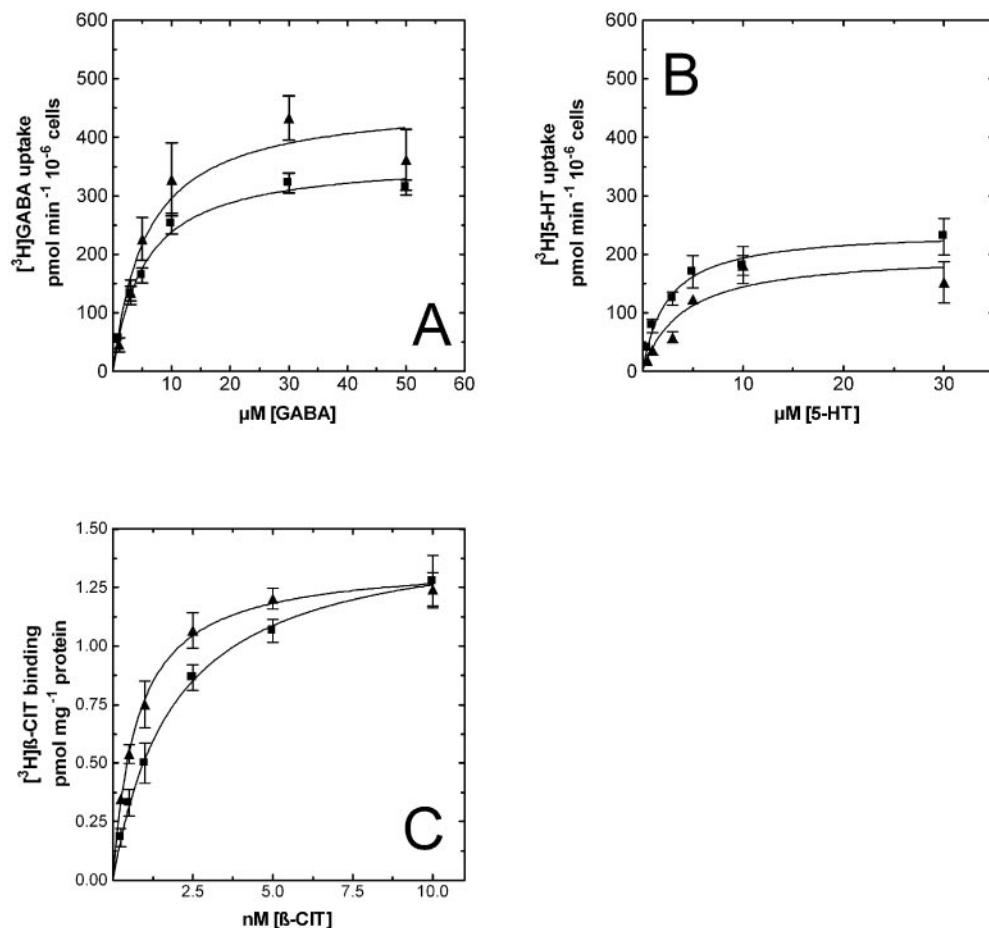 600
500
400
300
200
100
0
[³H]GABA uptake
pmol min⁻¹ 10⁻⁶ cells
A
0 10 20 30 40 50 60
µM [GABA]
600
500
400
300
200
100
0
[³H]5-HT uptake
pmol min⁻¹ 10⁻⁶ cells
B
0 10 20 30
µM [5-HT]
1.50
1.25
1.00
0.75
0.50
0.25
0.00
[³H]ß-CIT binding
pmol mg⁻¹ protein
C
2.5 5.0 7.5 10.0
nM [ß-CIT]